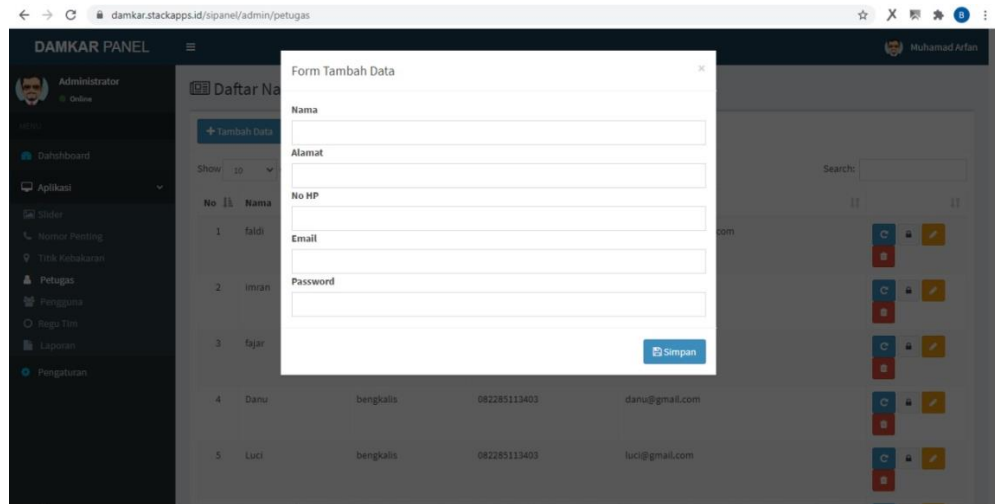 damkar.stackapps.id/sipanel/admin/petugas
B
DAMKAR PANEL
Muhamad Arfan
Administrator
Online
MENU
Dahshboard
Aplikasi
Slider
Nomor Penting
Titik Kebakaran
Petugas
Pengguna
Regu Tim
Laporan
Pengaturan
Daftar Na
+Tambah Data
Show 10
Search:
No Nama
1 faldi com
2 imran
3 fajar
4 Danu bengkalis 082285113403 danu@gmail.com
5 Luci bengkalis 082285113403 luci@gmail.com
Form Tambah Data ×
Nama
Alamat
No HP
Email
Password
Simpan